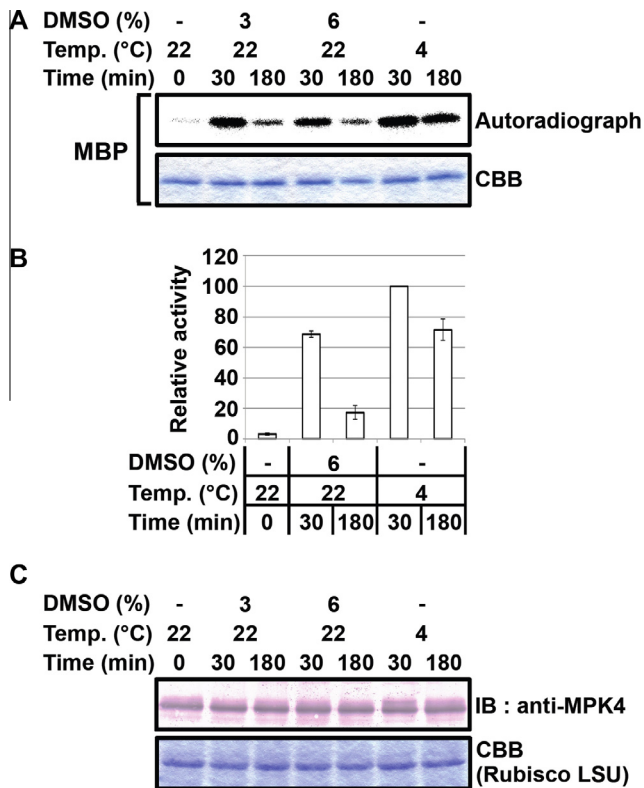 A
DMSO (%) - 3 6 -
Temp. (°C) 22 22 22 4
Time (min) 0 30 180 30 180 30 180
MBP
Autoradiograph
CBB
B
Relative activity
120
100
80
60
40
20
0
DMSO (%) - 6 -
Temp. (°C) 22 22 4
Time (min) 0 30 180 30 180
C
DMSO (%) - 3 6 -
Temp. (°C) 22 22 22 4
Time (min) 0 30 180 30 180 30 180
IB : anti-MPK4
CBB
(Rubisco LSU)